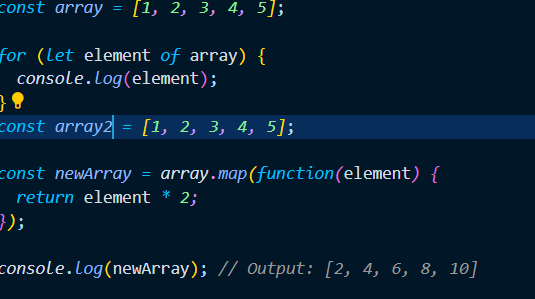 const array = [1, 2, 3, 4, 5];
for (let element of array) {
  console.log(element);
}
const array2 = [1, 2, 3, 4, 5];
const newArray = array.map(function(element) {
  return element * 2;
});
console.log(newArray); // Output: [2, 4, 6, 8, 10]